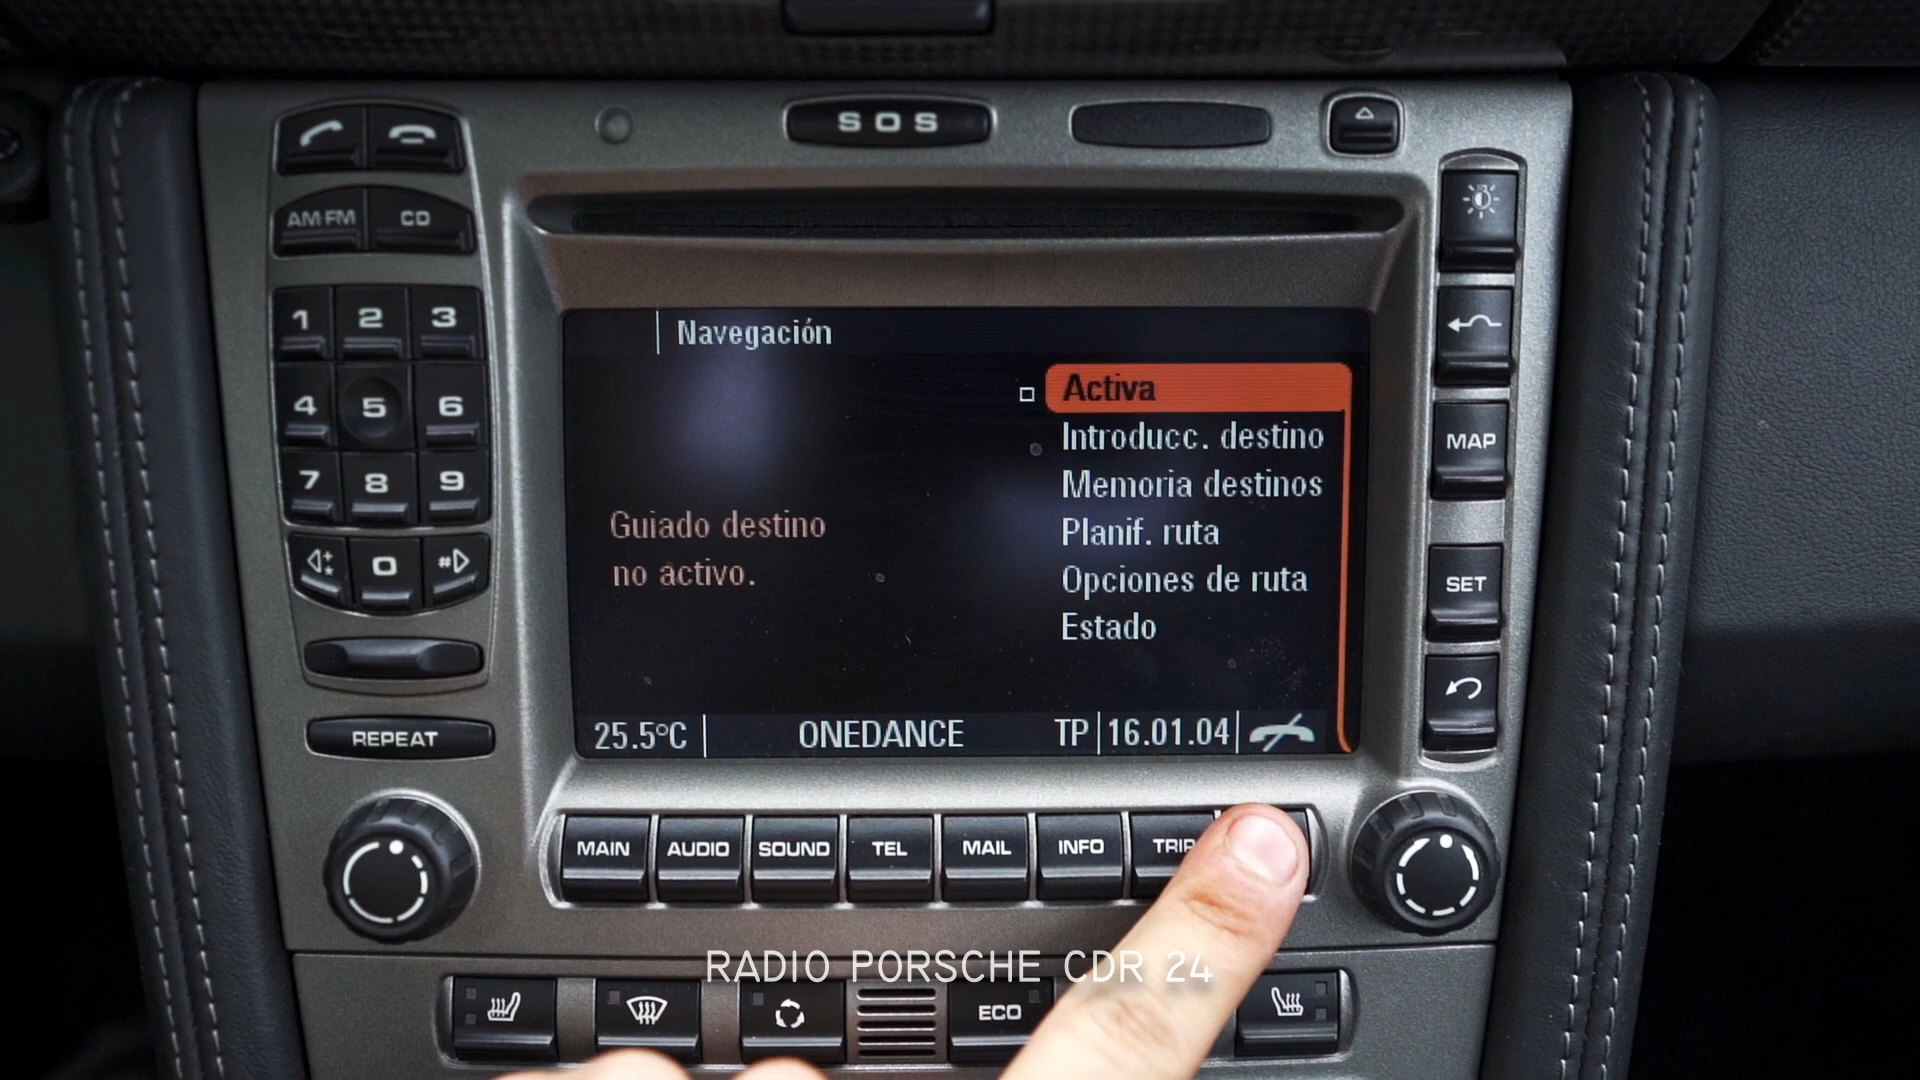 SOS
AM·FM CD
1 2 3
4 5 6
7 8 9
* 0 #
REPEAT
MAP
SET
Navegación
Activa
Introducc. destino
Memoria destinos
Planif. ruta
Opciones de ruta
Estado
Guiado destino
no activo.
25.5°C ONEDANCE TP 16.01.04
MAIN AUDIO SOUND TEL MAIL INFO TRIP
RADIO PORSCHE CDR 24
ECO